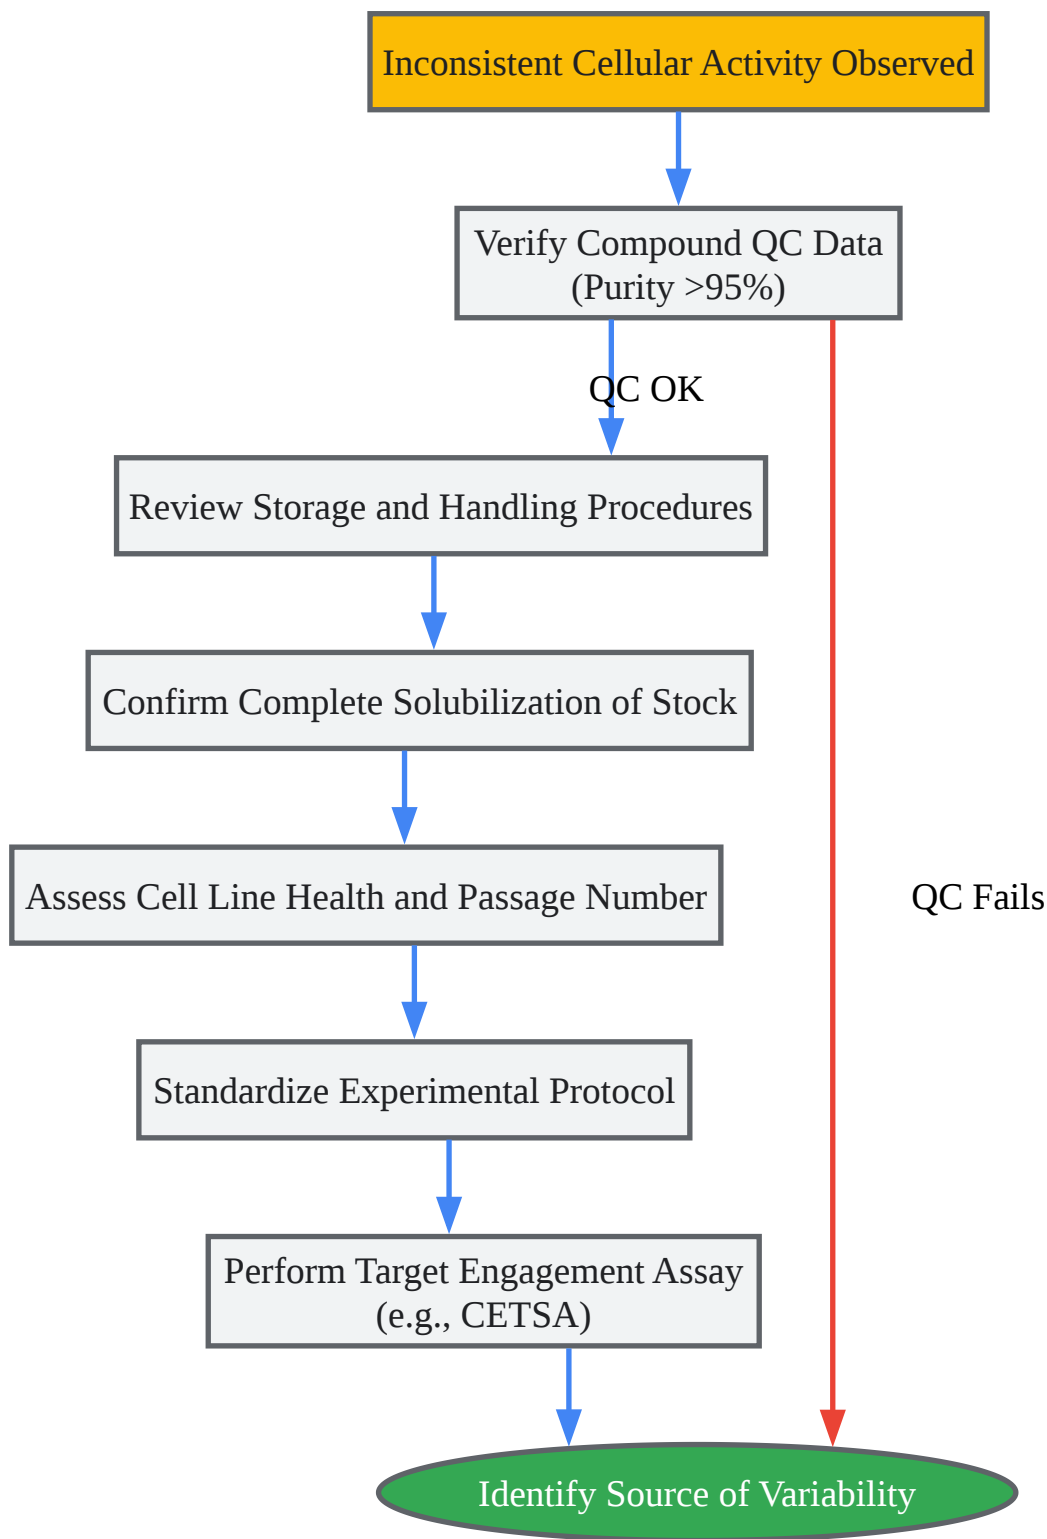 Inconsistent Cellular Activity Observed
Verify Compound QC Data
(Purity >95%)
QC OK
Review Storage and Handling Procedures
Confirm Complete Solubilization of Stock
Assess Cell Line Health and Passage Number
QC Fails
Standardize Experimental Protocol
Perform Target Engagement Assay
(e.g., CETSA)
Identify Source of Variability